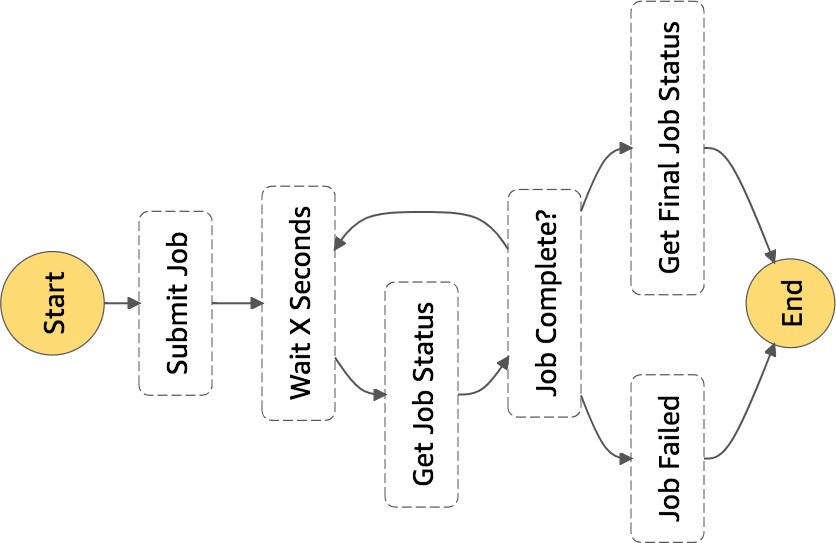 Start
Submit Job
Wait X Seconds
Get Job Status
Job Complete?
Job Failed
Get Final Job Status
End